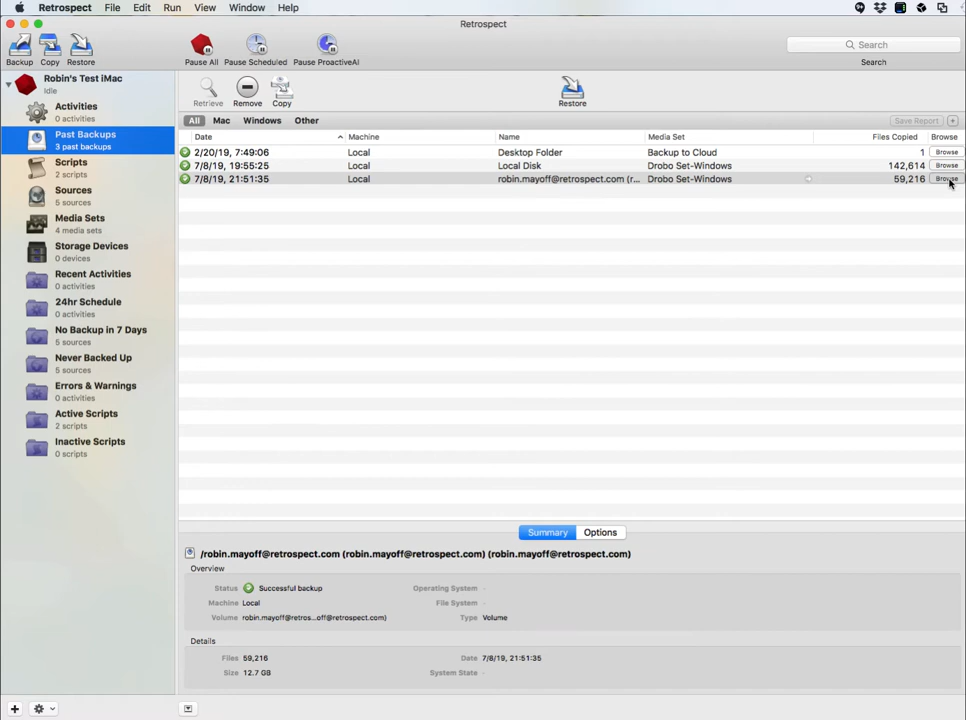 Retrospect File Edit Run View Window Help
Retrospect
Backup Copy Restore Pause All Pause Scheduled Pause ProactiveAI Search
Search
Robin's Test iMac
Idle
Activities
0 activities
Past Backups
3 past backups
Scripts
2 scripts
Sources
5 sources
Media Sets
4 media sets
Storage Devices
0 devices
Recent Activities
0 activities
24hr Schedule
0 activities
No Backup in 7 Days
5 sources
Never Backed Up
5 sources
Errors & Warnings
0 activities
Active Scripts
2 scripts
Inactive Scripts
0 scripts
Retrieve Remove Copy Restore
All Mac Windows Other Save Report +
Date Machine Name Media Set Files Copied Browse
2/20/19, 7:49:06 Local Desktop Folder Backup to Cloud 1 Browse
7/8/19, 19:55:25 Local Local Disk Drobo Set-Windows 142,614 Browse
7/8/19, 21:51:35 Local robin.mayoff@retrospect.com (r... Drobo Set-Windows 59,216 Browse
Summary Options
/robin.mayoff@retrospect.com (robin.mayoff@retrospect.com) (robin.mayoff@retrospect.com)
Overview
Status Successful backup Operating System -
Machine Local File System -
Volume robin.mayoff@retros...off@retrospect.com) Type Volume
Details
Files 59,216 Date 7/8/19, 21:51:35
Size 12.7 GB System State -